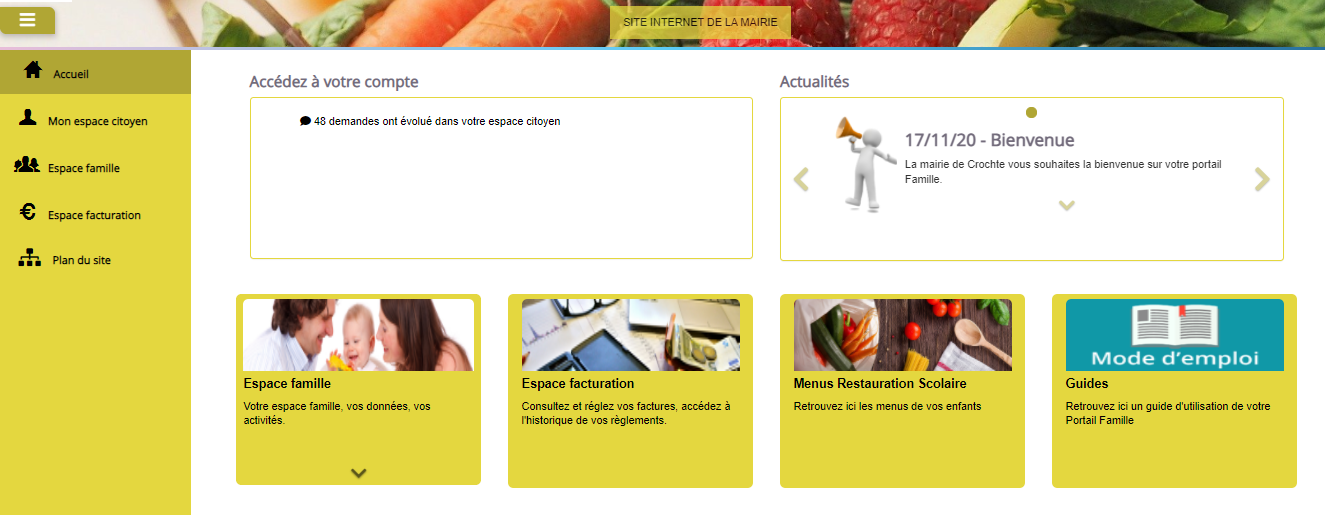 SITE INTERNET DE LA MAIRIE
Accueil
Mon espace citoyen
Espace famille
Espace facturation
Plan du site
Accédez à votre compte
48 demandes ont évolué dans votre espace citoyen
Actualités
17/11/20 - Bienvenue
La mairie de Crochte vous souhaites la bienvenue sur votre portail
Famille.
Espace famille
Votre espace famille, vos données, vos
activités.
Espace facturation
Consultez et réglez vos factures, accédez à
l'historique de vos règlements.
Menus Restauration Scolaire
Retrouvez ici les menus de vos enfants
Mode d'emploi
Guides
Retrouvez ici un guide d'utilisation de votre
Portail Famille